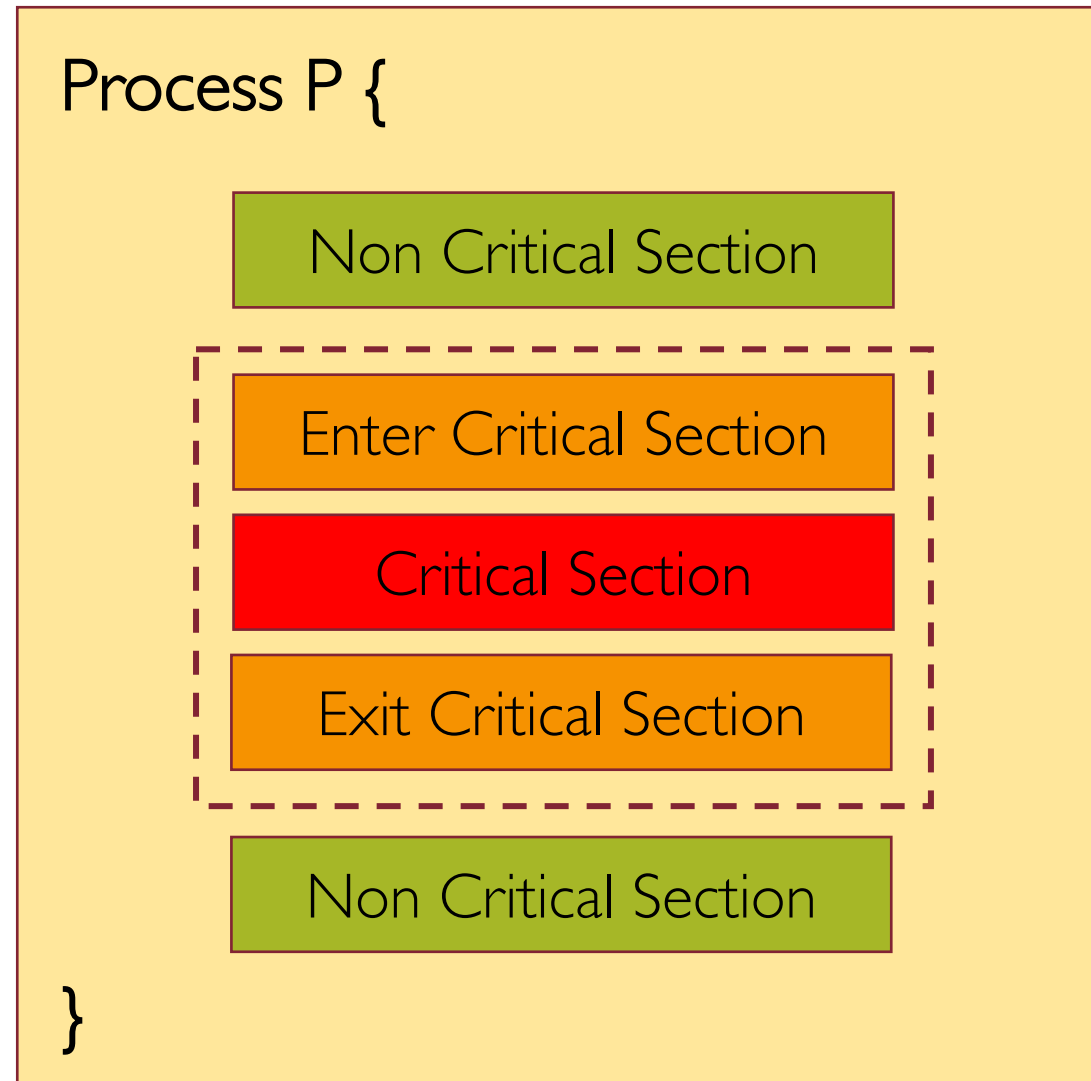 Process P {
Non Critical Section
Enter Critical Section
Critical Section
Exit Critical Section
Non Critical Section
}